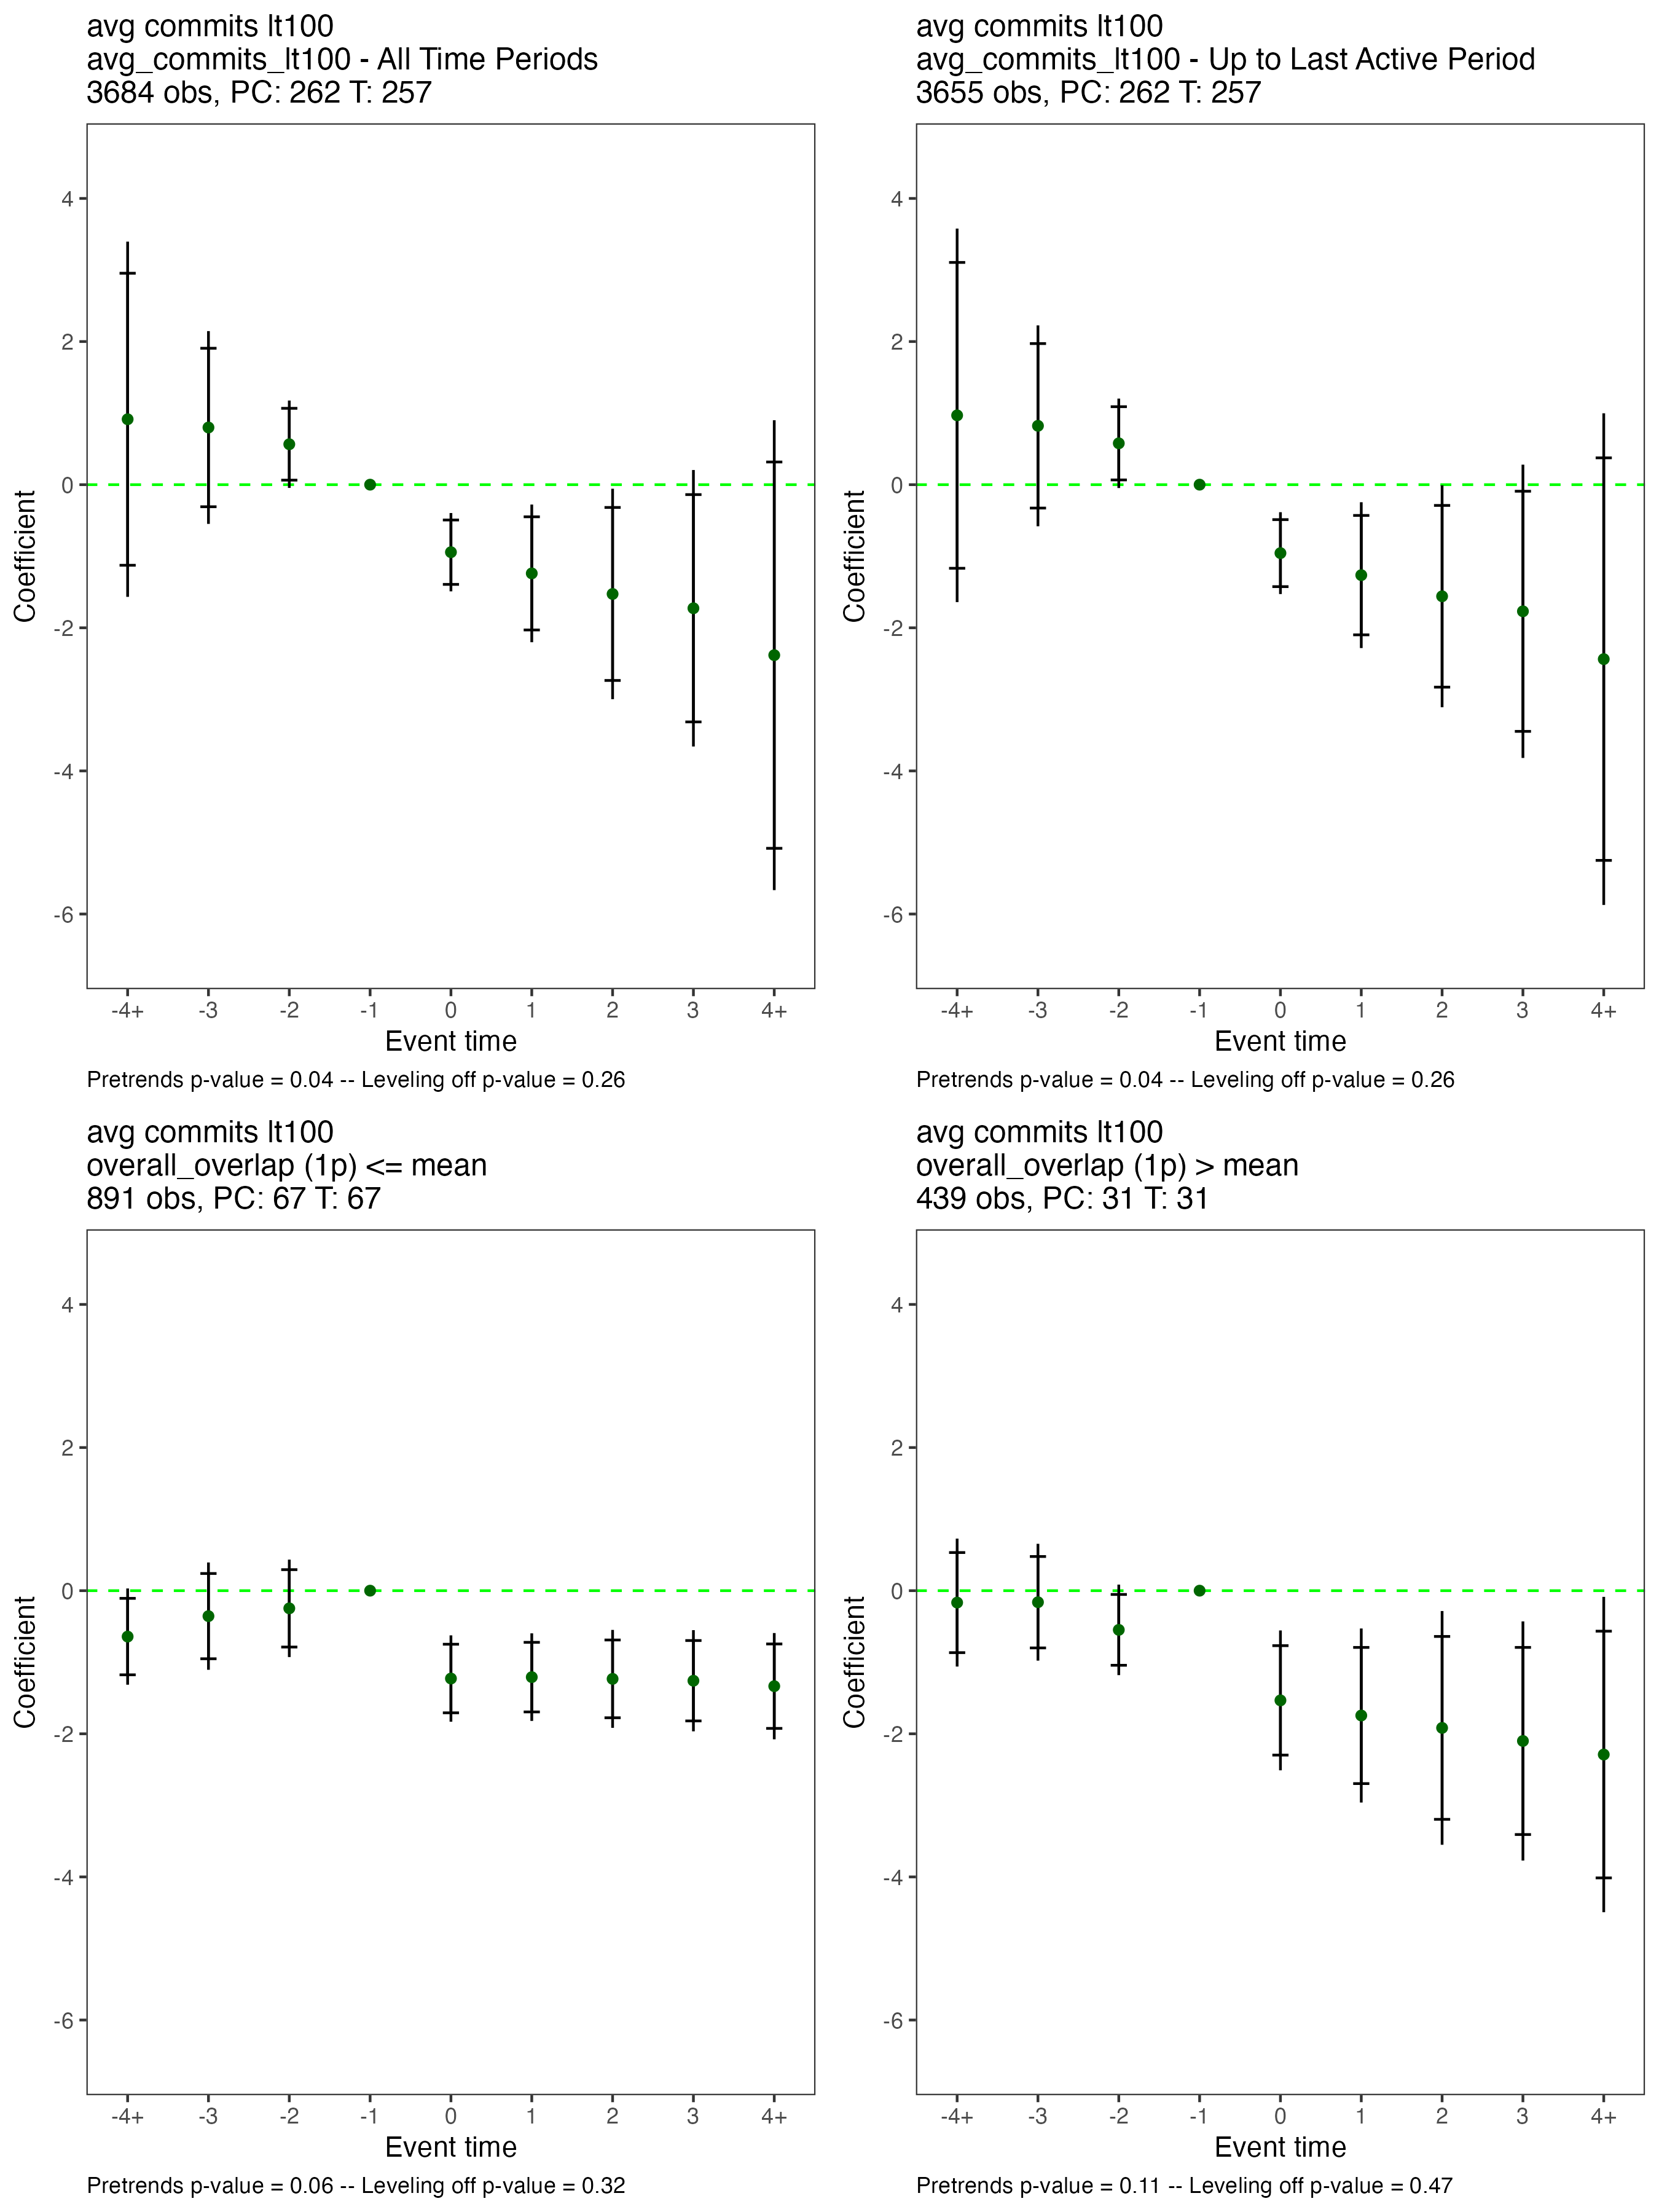 avg commits lt100
avg_commits_lt100 - All Time Periods
3684 obs, PC: 262 T: 257
4
2
0
-2
-4
-6
Coefficient
-4+ -3 -2 -1 0 1 2 3 4+
Event time
Pretrends p-value = 0.04 -- Leveling off p-value = 0.26
avg commits lt100
avg_commits_lt100 - Up to Last Active Period
3655 obs, PC: 262 T: 257
4
2
0
-2
-4
-6
Coefficient
-4+ -3 -2 -1 0 1 2 3 4+
Event time
Pretrends p-value = 0.04 -- Leveling off p-value = 0.26
avg commits lt100
overall_overlap (1p) <= mean
891 obs, PC: 67 T: 67
4
2
0
-2
-4
-6
Coefficient
-4+ -3 -2 -1 0 1 2 3 4+
Event time
Pretrends p-value = 0.06 -- Leveling off p-value = 0.32
avg commits lt100
overall_overlap (1p) > mean
439 obs, PC: 31 T: 31
4
2
0
-2
-4
-6
Coefficient
-4+ -3 -2 -1 0 1 2 3 4+
Event time
Pretrends p-value = 0.11 -- Leveling off p-value = 0.47